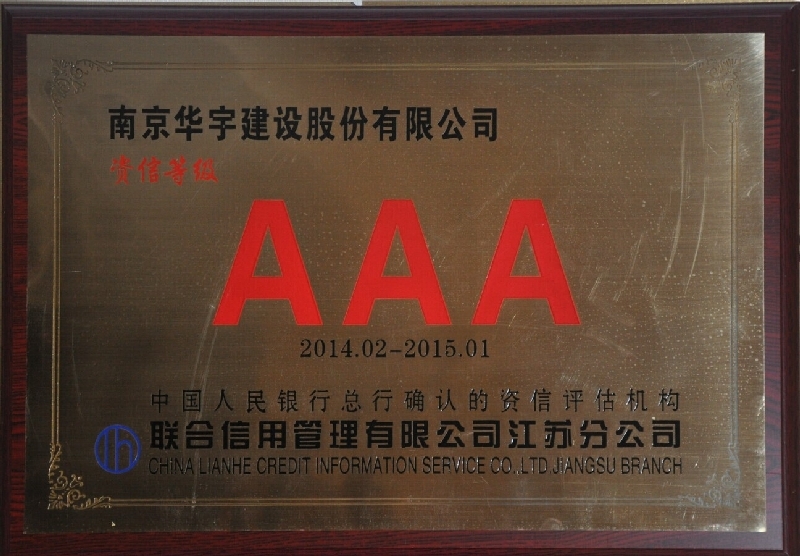 南京华宇建设股份有限公司
资信等级
AAA
2014.02-2015.01
中国人民银行总行确认的资信评估机构
联合信用管理有限公司江苏分公司
CHINA LIANHE CREDIT INFORMATION SERVICE CO.,LTD.JIANGSU BRANCH